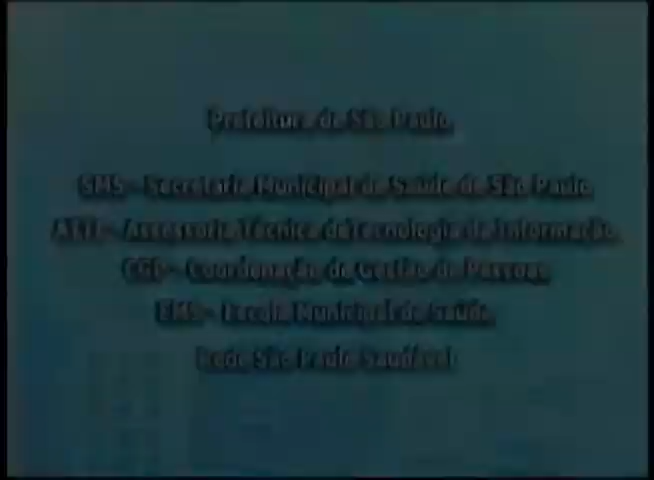 Prefeitura de São Paulo
SMS - Secretaria Municipal de Saúde de São Paulo
- Assessoria Técnica da Tecnologia da Informação
CGP - Coordenação de Gestão de Pessoas
EMS - Escola Municipal de Saúde
Rede São Paulo Saudável